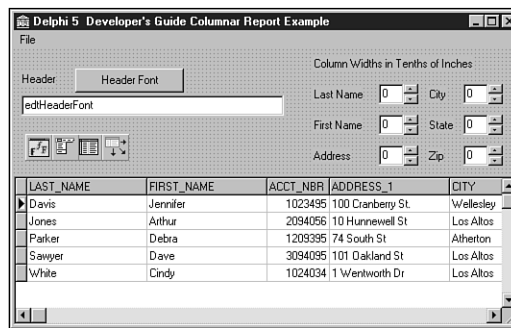 Delphi 5 Developer's Guide Columnar Report Example
File
Column Widths in Tenths of Inches
Header Header Font
Last Name 0 City 0
edtHeaderFont
First Name 0 State 0
Address 0 Zip 0
LAST_NAME FIRST_NAME ACCT_NBR ADDRESS_1 CITY
Davis Jennifer 1023495 100 Cranberry St. Wellesley
Jones Arthur 2094056 10 Hunnewell St Los Altos
Parker Debra 1209395 74 South St Atherton
Sawyer Dave 3094095 101 Oakland St Los Altos
White Cindy 1024034 1 Wentworth Dr Los Altos